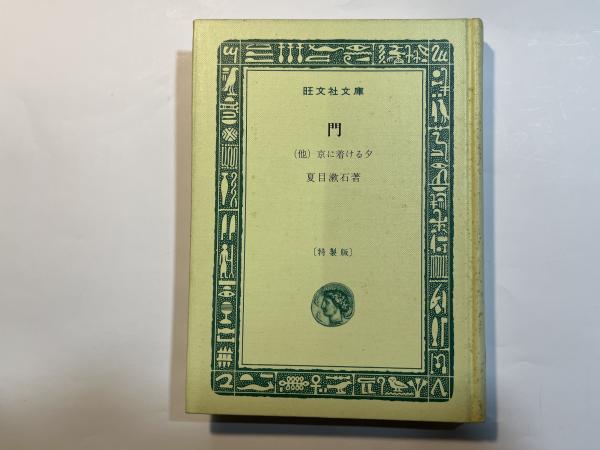 旺文社文庫
門
(他) 京に着ける夕
夏目漱石著
〔特製版〕